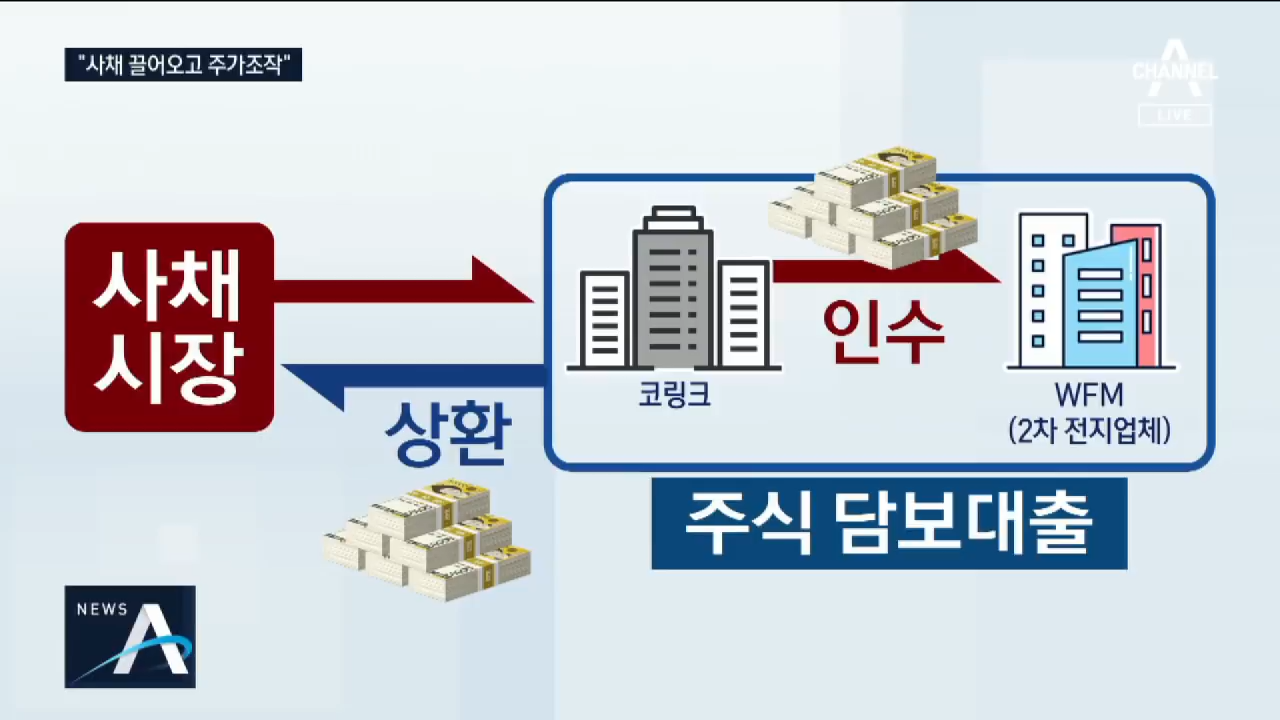 "사채 끌어오고 주가조작"
CHANNEL
LIVE
사채
시장
인수
코링크
WFM
(2차 전지업체)
상환
주식 담보대출
NEWS A